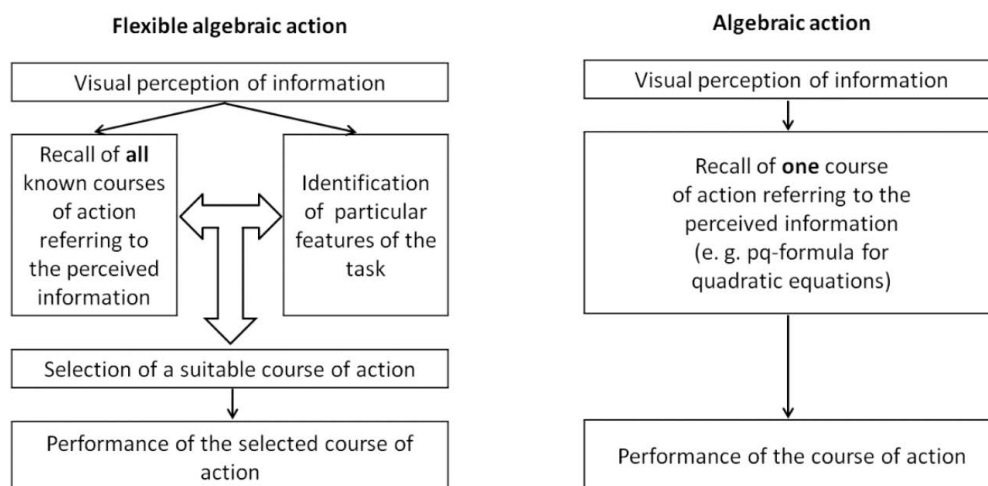 Flexible algebraic action
Visual perception of information
Recall of all
known courses
of action
referring to
the perceived
information
Identification
of particular
features of the
task
Selection of a suitable course of action
Performance of the selected course of
action
Algebraic action
Visual perception of information
Recall of one course
of action referring to the
perceived information
(e. g. pq-formula for
quadratic equations)
Performance of the course of action